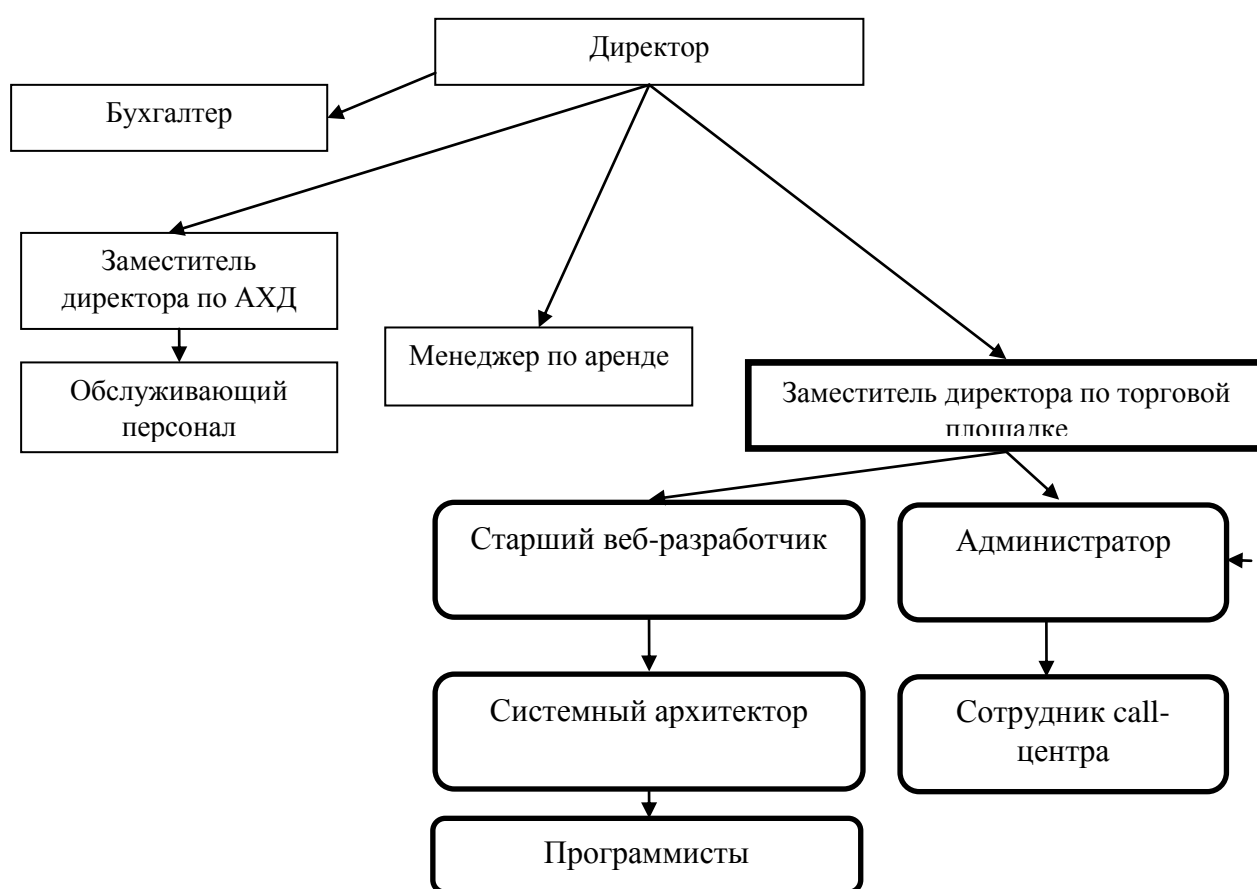 Директор
Бухгалтер
Заместитель
директора по АХД
Менеджер по аренде
Обслуживающий
персонал
Заместитель директора по торговой
площадке
Старший веб-разработчик
Администратор
Системный архитектор
Сотрудник call-
центра
Программисты